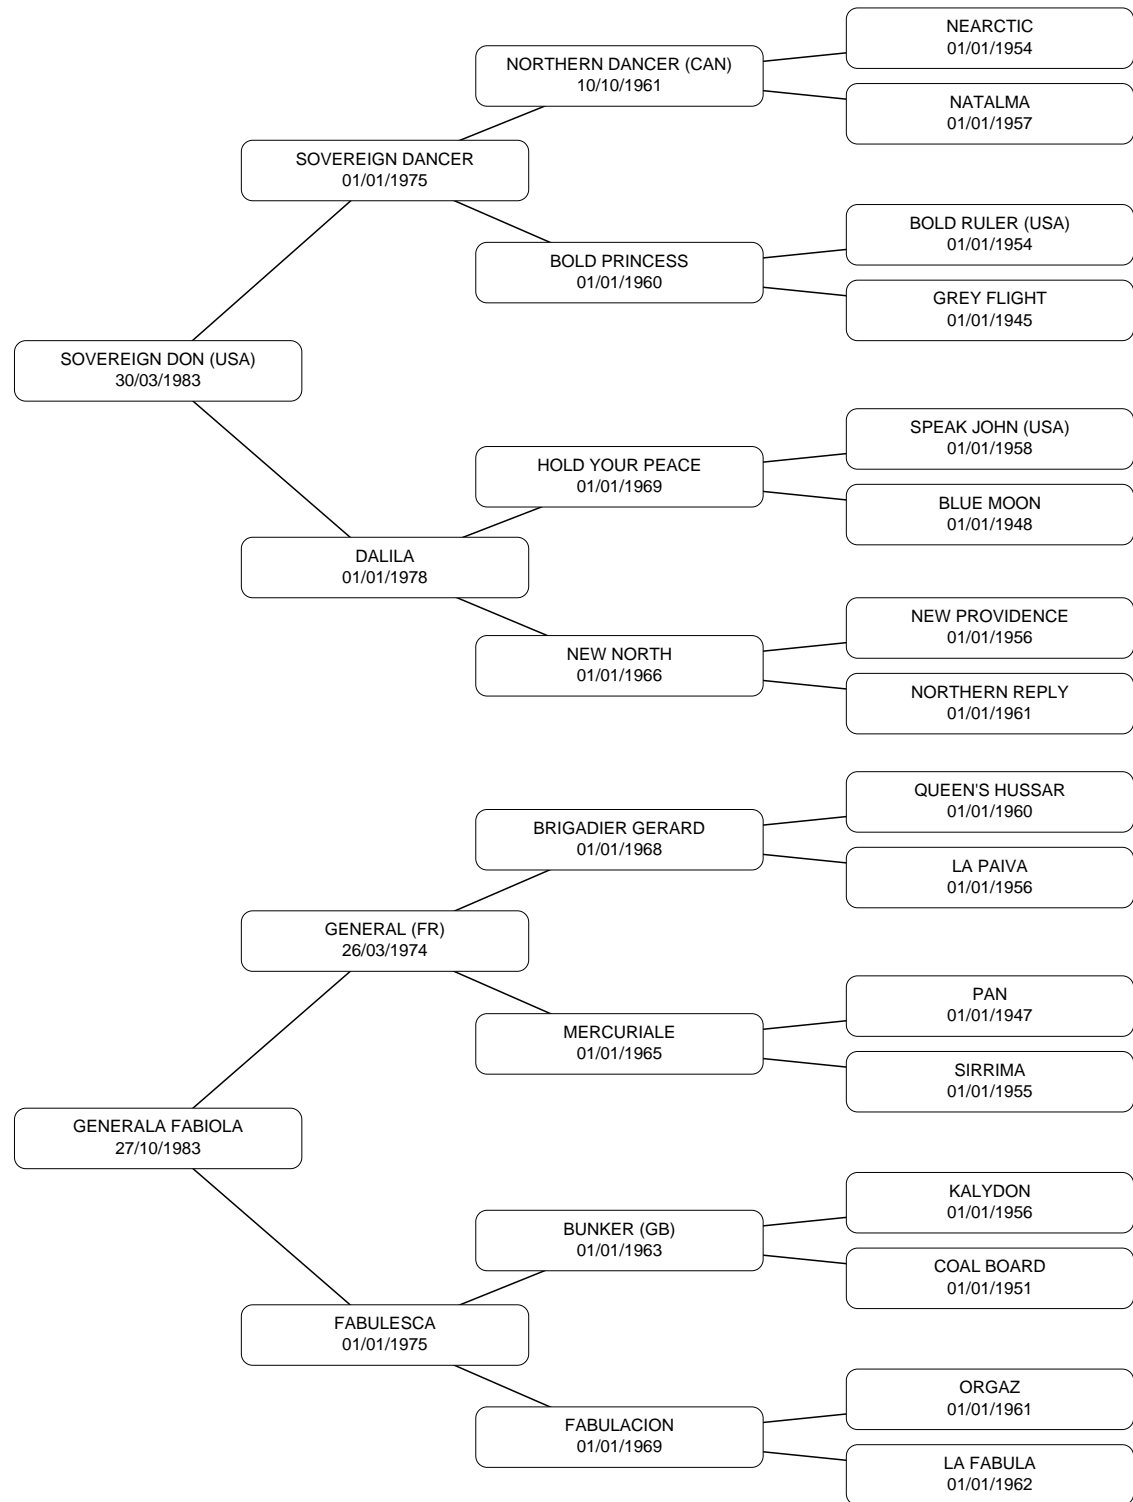 NEARCTIC
01/01/1954
NORTHERN DANCER (CAN)
10/10/1961
NATALMA
01/01/1957
SOVEREIGN DANCER
01/01/1975
BOLD RULER (USA)
01/01/1954
BOLD PRINCESS
01/01/1960
GREY FLIGHT
01/01/1945
SOVEREIGN DON (USA)
30/03/1983
SPEAK JOHN (USA)
01/01/1958
HOLD YOUR PEACE
01/01/1969
BLUE MOON
01/01/1948
DALILA
01/01/1978
NEW PROVIDENCE
01/01/1956
NEW NORTH
01/01/1966
NORTHERN REPLY
01/01/1961
QUEEN'S HUSSAR
01/01/1960
BRIGADIER GERARD
01/01/1968
LA PAIVA
01/01/1956
GENERAL (FR)
26/03/1974
PAN
01/01/1947
MERCURIALE
01/01/1965
SIRRIMA
01/01/1955
GENERALA FABIOLA
27/10/1983
KALYDON
01/01/1956
BUNKER (GB)
01/01/1963
COAL BOARD
01/01/1951
FABULESCA
01/01/1975
ORGAZ
01/01/1961
FABULACION
01/01/1969
LA FABULA
01/01/1962